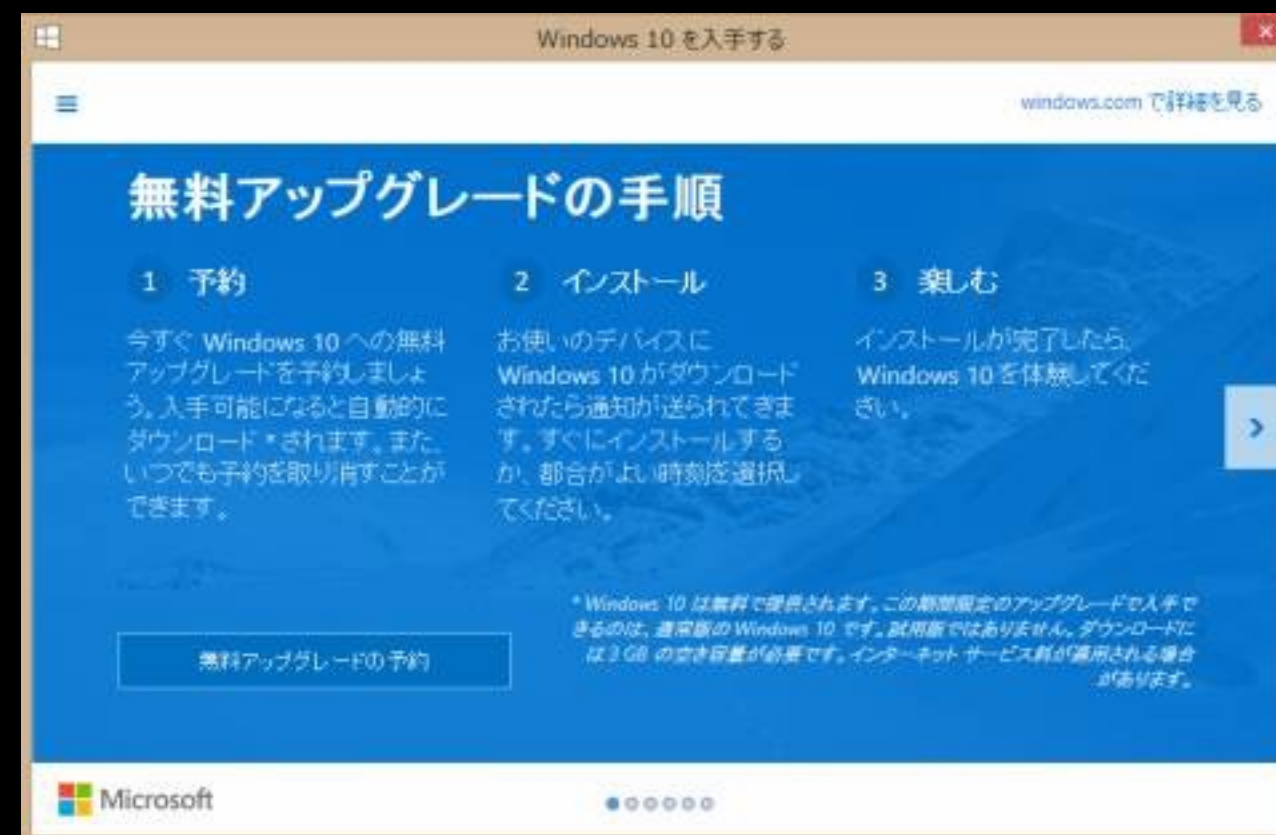 Windows 10 を入手する
windows.com で詳細を見る
無料アップグレードの手順
1 予約
今すぐ Windows 10 への無料
アップグレードを予約しましょ
う。入手可能になると自動的に
ダウンロード * されます。また、
いつでも予約を取り消すことが
できます。
2 インストール
お使いのデバイスに
Windows 10 がダウンロード
されたら通知が送られてきま
す。すぐにインストールする
か、都合がよい時刻を選択し
てください。
3 楽しむ
インストールが完了したら、
Windows 10 を体験してくだ
さい。
* Windows 10 は無料で提供されます。この期間限定のアップグレードで入手で
きるのは、通常版の Windows 10 です。試用版ではありません。ダウンロードに
は 3 GB の空き容量が必要です。インターネット サービス料が適用される場合
があります。
無料アップグレードの予約
Microsoft